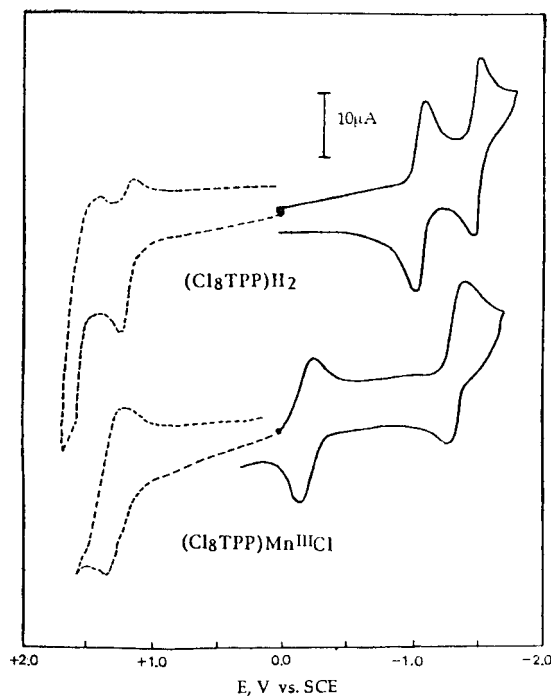 10μA
(Cl₈TPP)H₂
(Cl₈TPP)MnᴵᴵᴵCl
+2.0 +1.0 0.0 -1.0 -2.0
E, V vs. SCE